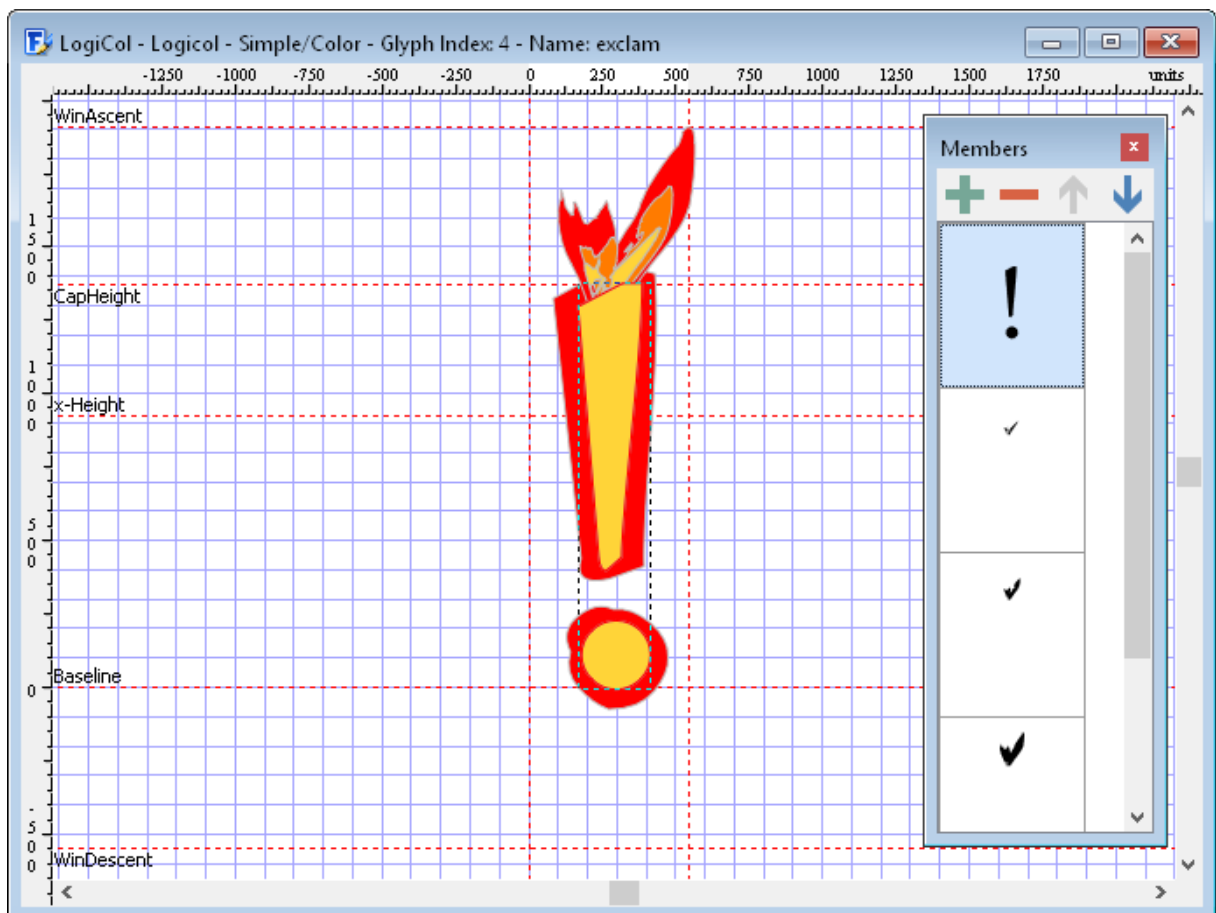 LogiCol - Logicol - Simple/Color - Glyph Index: 4 - Name: exclam
-1250 -1000 -750 -500 -250 0 250 500 750 1000 1250 1500 1750 units
WinAscent
Members
1500
CapHeight
!
1000
x-Height
500
Baseline
0
-500
WinDescent